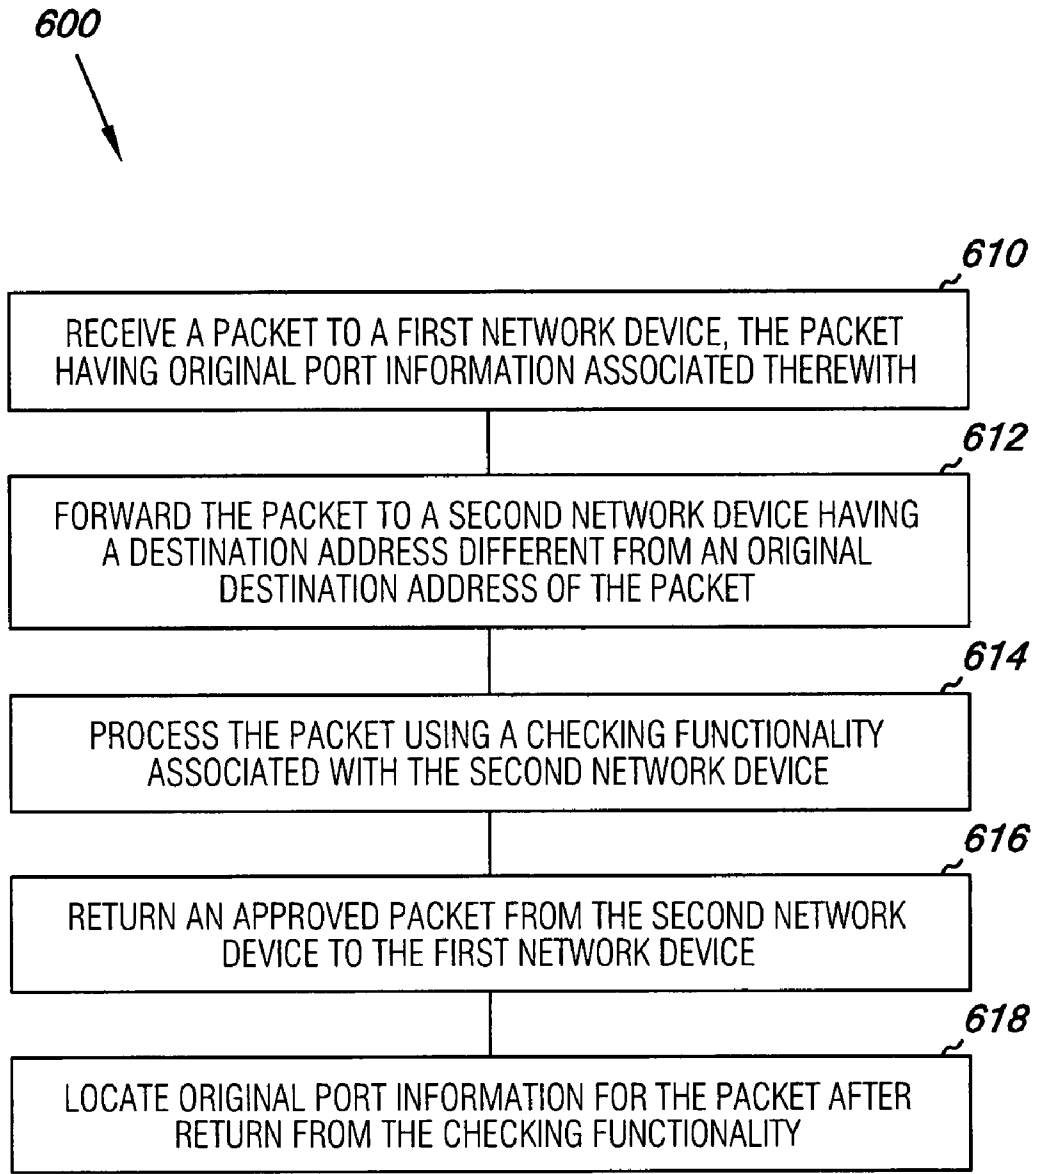 600
610
RECEIVE A PACKET TO A FIRST NETWORK DEVICE, THE PACKET
HAVING ORIGINAL PORT INFORMATION ASSOCIATED THEREWITH
612
FORWARD THE PACKET TO A SECOND NETWORK DEVICE HAVING
A DESTINATION ADDRESS DIFFERENT FROM AN ORIGINAL
DESTINATION ADDRESS OF THE PACKET
614
PROCESS THE PACKET USING A CHECKING FUNCTIONALITY
ASSOCIATED WITH THE SECOND NETWORK DEVICE
616
RETURN AN APPROVED PACKET FROM THE SECOND NETWORK
DEVICE TO THE FIRST NETWORK DEVICE
618
LOCATE ORIGINAL PORT INFORMATION FOR THE PACKET AFTER
RETURN FROM THE CHECKING FUNCTIONALITY